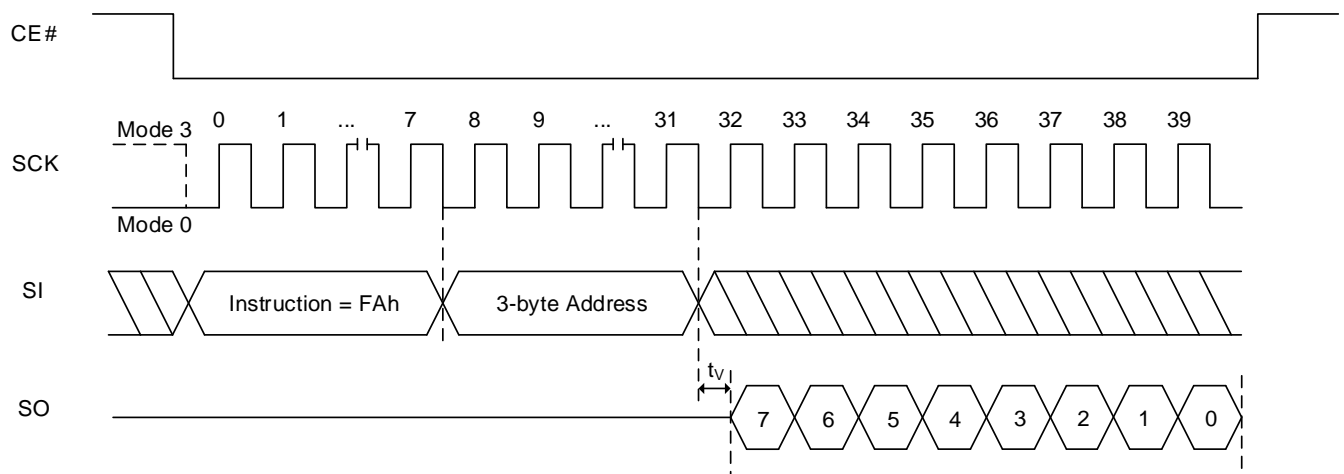 CE#
Mode 3
0 1 ... 7 8 9 ... 31 32 33 34 35 36 37 38 39
SCK
Mode 0
SI
Instruction = FAh
3-byte Address
tV
SO
7 6 5 4 3 2 1 0